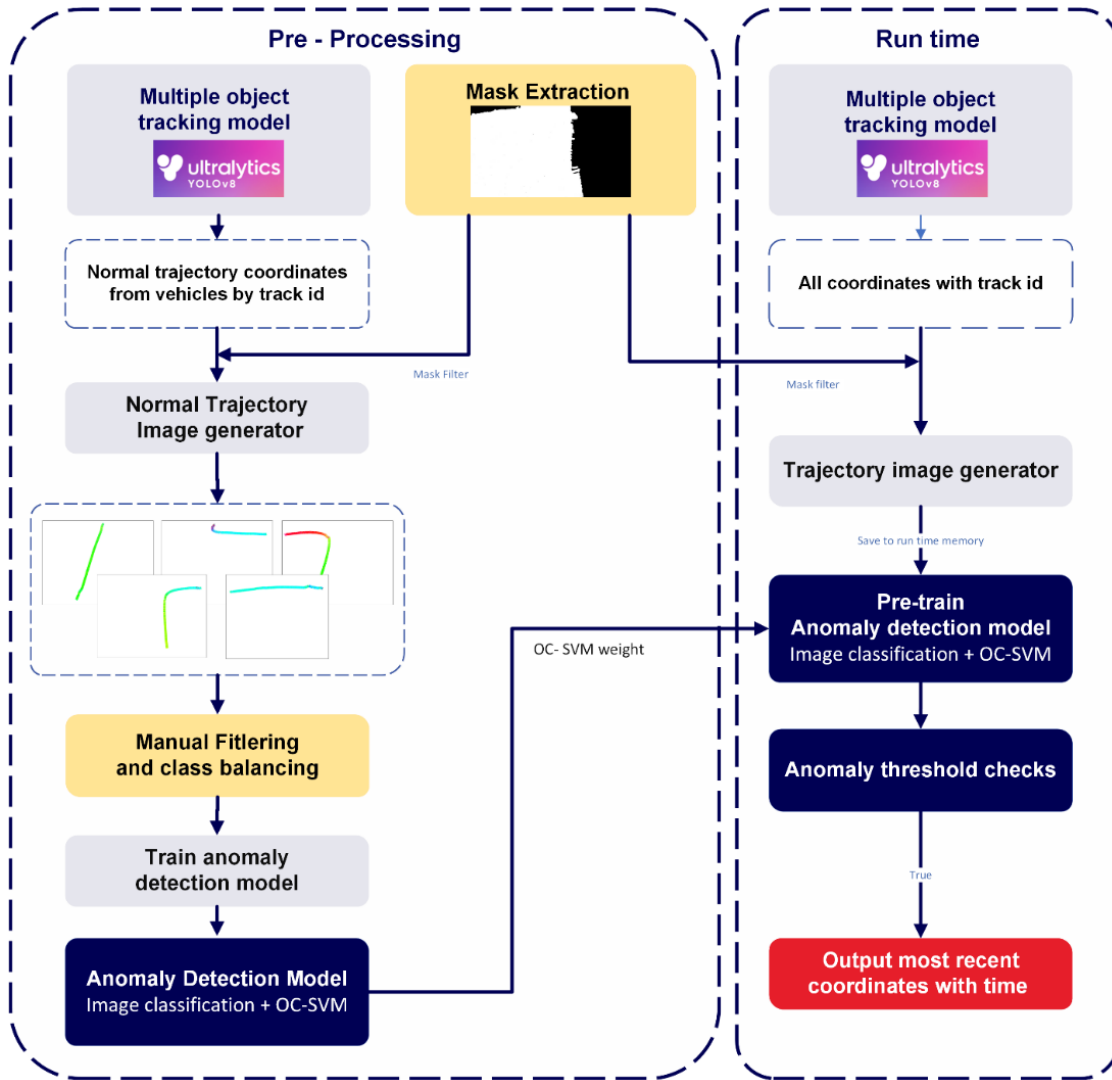 Pre - Processing
Multiple object
tracking model
ultralytics
YOLOv8
Mask Extraction
Normal trajectory coordinates
from vehicles by track id
Mask Filter
Normal Trajectory
Image generator
Manual Fitlering
and class balancing
Train anomaly
detection model
Anomaly Detection Model
Image classification + OC-SVM
OC- SVM weight
Run time
Multiple object
tracking model
ultralytics
YOLOv8
All coordinates with track id
Mask filter
Trajectory image generator
Save to run time memory
Pre-train
Anomaly detection model
Image classification + OC-SVM
Anomaly threshold checks
True
Output most recent
coordinates with time